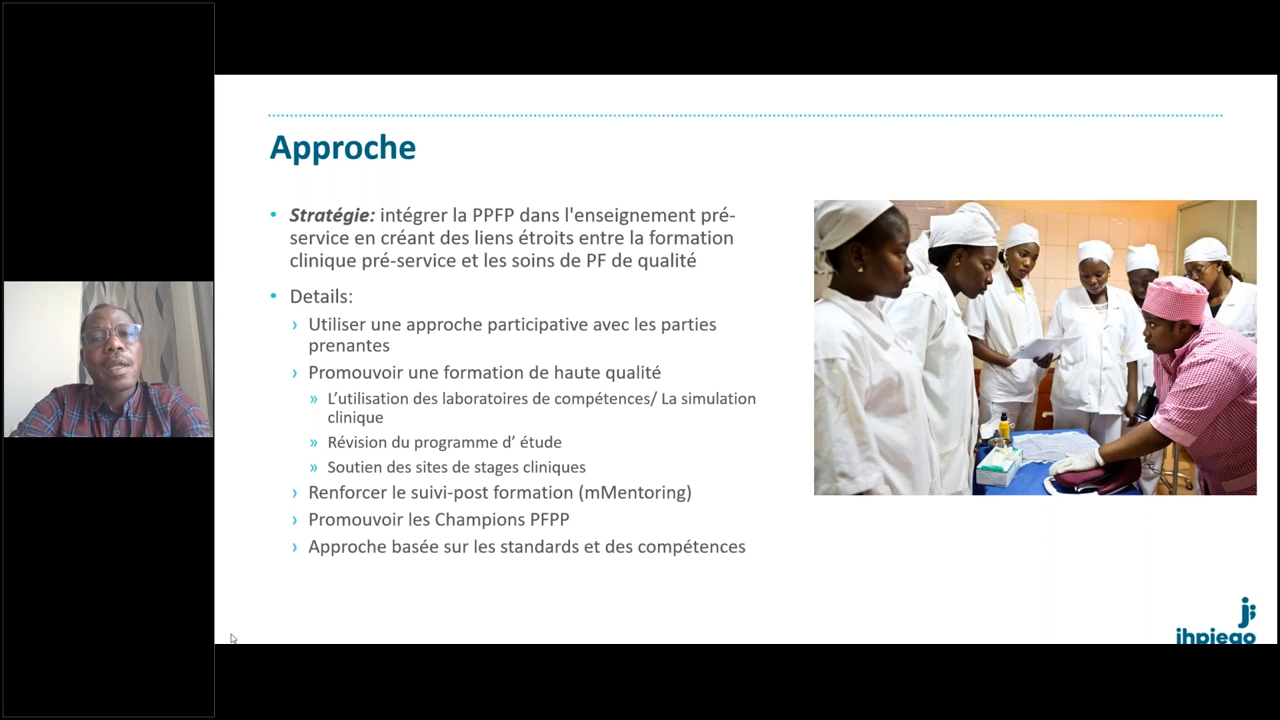 Approche
• Stratégie: intégrer la PPFP dans l'enseignement pré-
service en créant des liens étroits entre la formation
clinique pré-service et les soins de PF de qualité
• Details:
› Utiliser une approche participative avec les parties
prenantes
› Promouvoir une formation de haute qualité
» L’utilisation des laboratoires de compétences/ La simulation
clinique
» Révision du programme d’ étude
» Soutien des sites de stages cliniques
› Renforcer le suivi-post formation (mMentoring)
› Promouvoir les Champions PFPP
› Approche basée sur les standards et des compétences
jhpiego